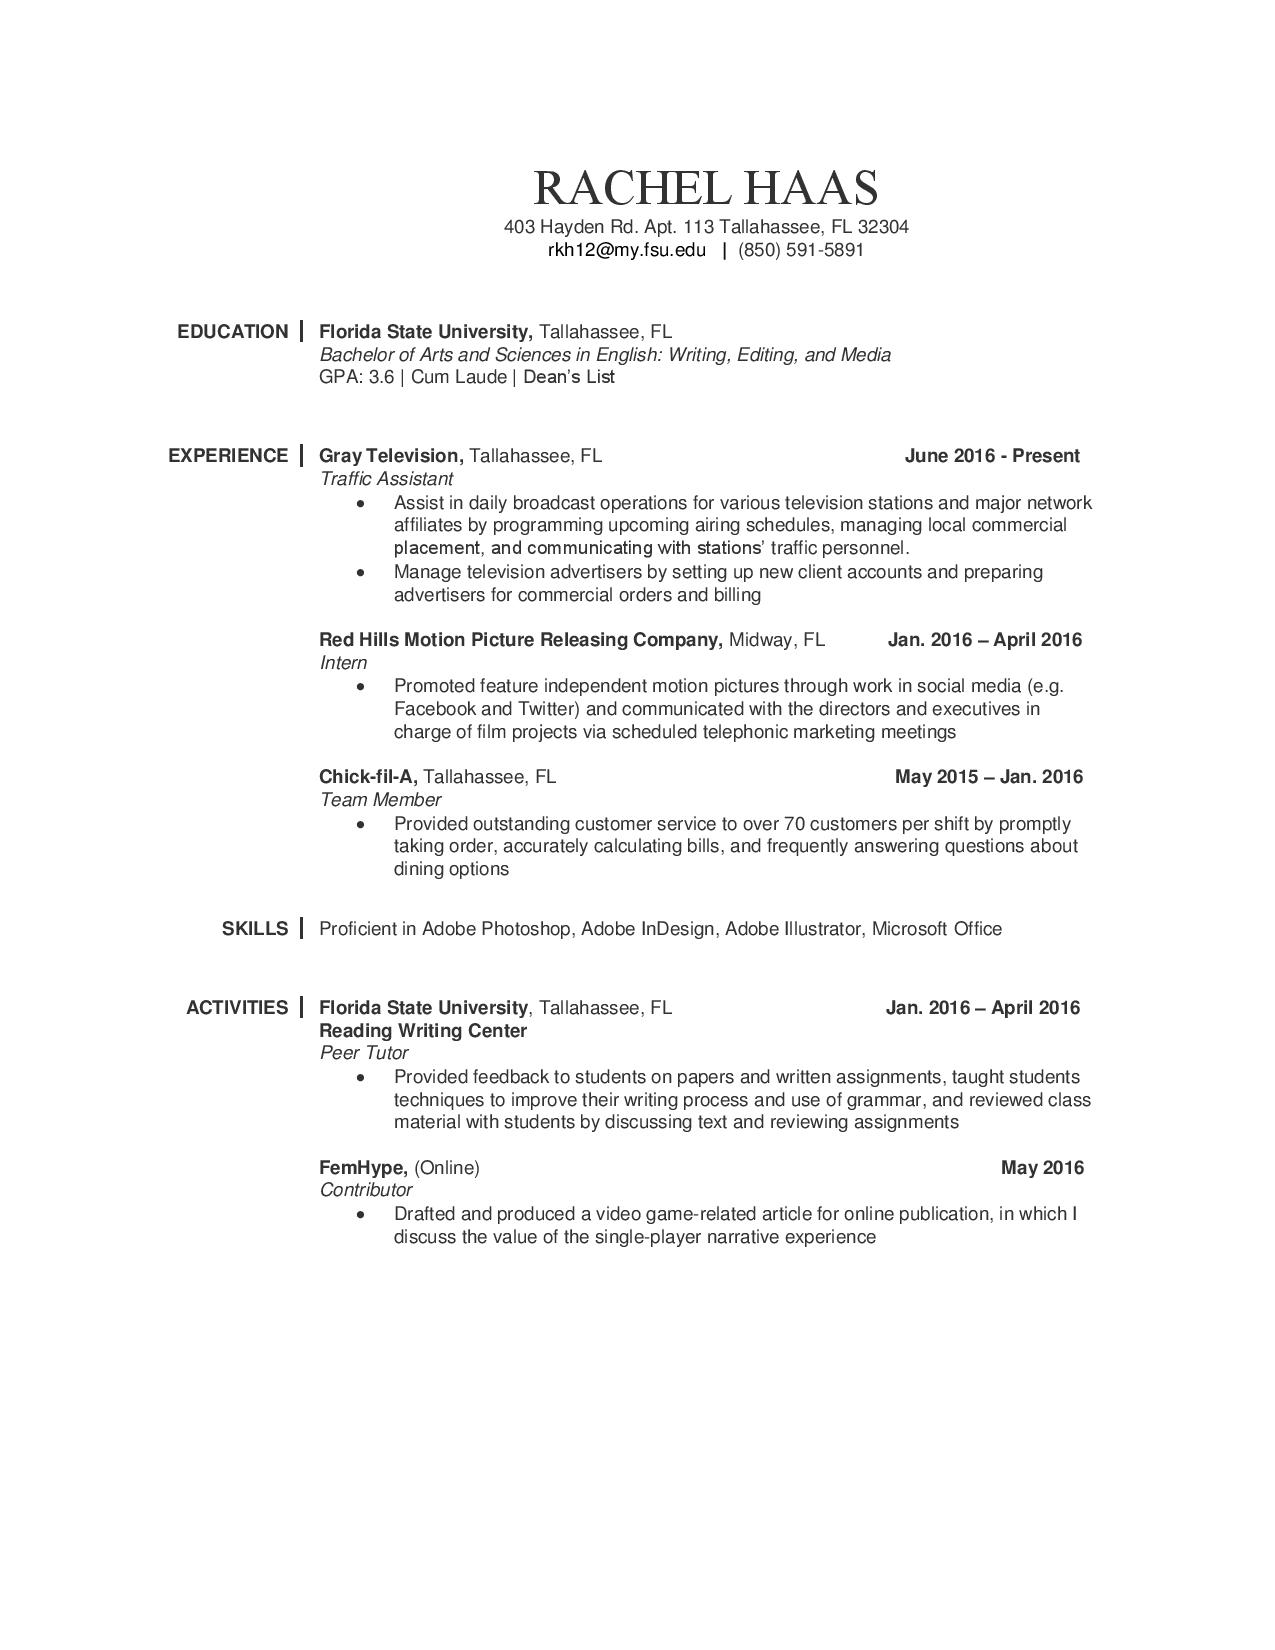 RACHEL HAAS
403 Hayden Rd. Apt. 113 Tallahassee, FL 32304
rkh12@my.fsu.edu | (850) 591-5891
EDUCATION | Florida State University, Tallahassee, FL
Bachelor of Arts and Sciences in English: Writing, Editing, and Media
GPA: 3.6 | Cum Laude | Dean's List
EXPERIENCE | Gray Television, Tallahassee, FL June 2016 - Present
Traffic Assistant
• Assist in daily broadcast operations for various television stations and major network
affiliates by programming upcoming airing schedules, managing local commercial
placement, and communicating with stations' traffic personnel.
• Manage television advertisers by setting up new client accounts and preparing
advertisers for commercial orders and billing
Red Hills Motion Picture Releasing Company, Midway, FL Jan. 2016 – April 2016
Intern
• Promoted feature independent motion pictures through work in social media (e.g.
Facebook and Twitter) and communicated with the directors and executives in
charge of film projects via scheduled telephonic marketing meetings
Chick-fil-A, Tallahassee, FL May 2015 – Jan. 2016
Team Member
• Provided outstanding customer service to over 70 customers per shift by promptly
taking order, accurately calculating bills, and frequently answering questions about
dining options
SKILLS | Proficient in Adobe Photoshop, Adobe InDesign, Adobe Illustrator, Microsoft Office
ACTIVITIES | Florida State University, Tallahassee, FL Jan. 2016 – April 2016
Reading Writing Center
Peer Tutor
• Provided feedback to students on papers and written assignments, taught students
techniques to improve their writing process and use of grammar, and reviewed class
material with students by discussing text and reviewing assignments
FemHype, (Online) May 2016
Contributor
• Drafted and produced a video game-related article for online publication, in which I
discuss the value of the single-player narrative experience